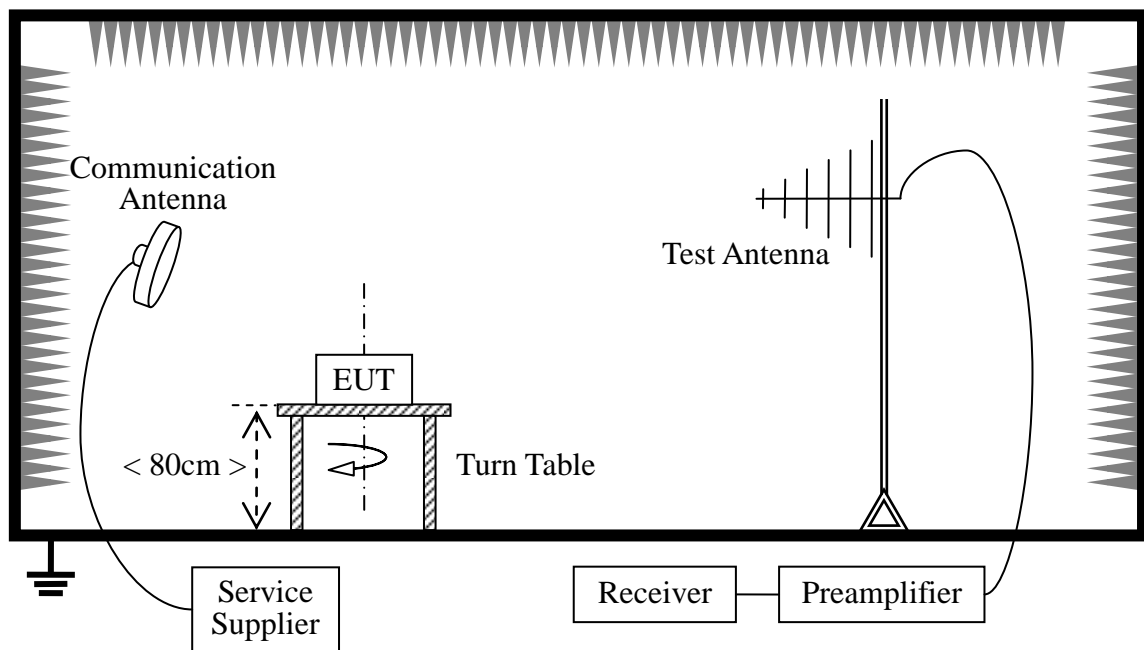 Communication
Antenna
Test Antenna
EUT
< 80cm >
Turn Table
Service
Supplier
Receiver
Preamplifier